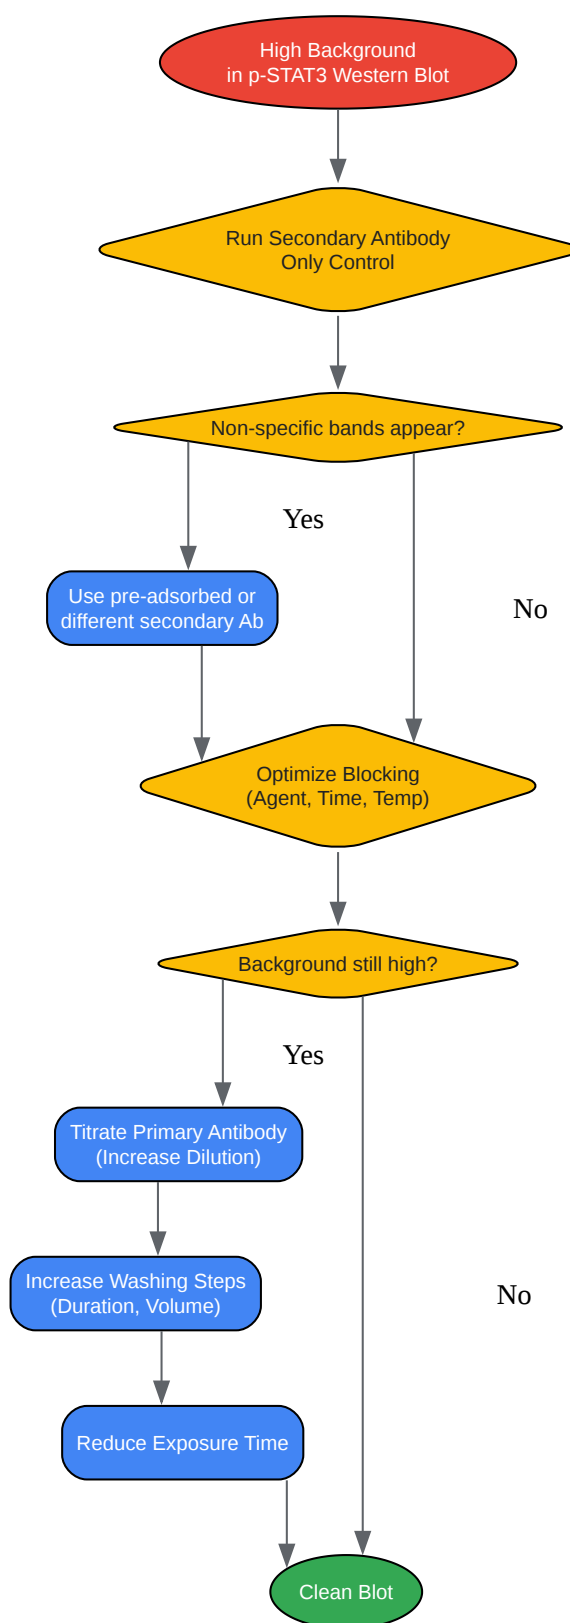 High Background
in p-STAT3 Western Blot
Run Secondary Antibody
Only Control
Non-specific bands appear?
Yes
Use pre-adsorbed or
different secondary Ab
No
Optimize Blocking
(Agent, Time, Temp)
Background still high?
Yes
Titrate Primary Antibody
(Increase Dilution)
Increase Washing Steps
(Duration, Volume)
No
Reduce Exposure Time
Clean Blot